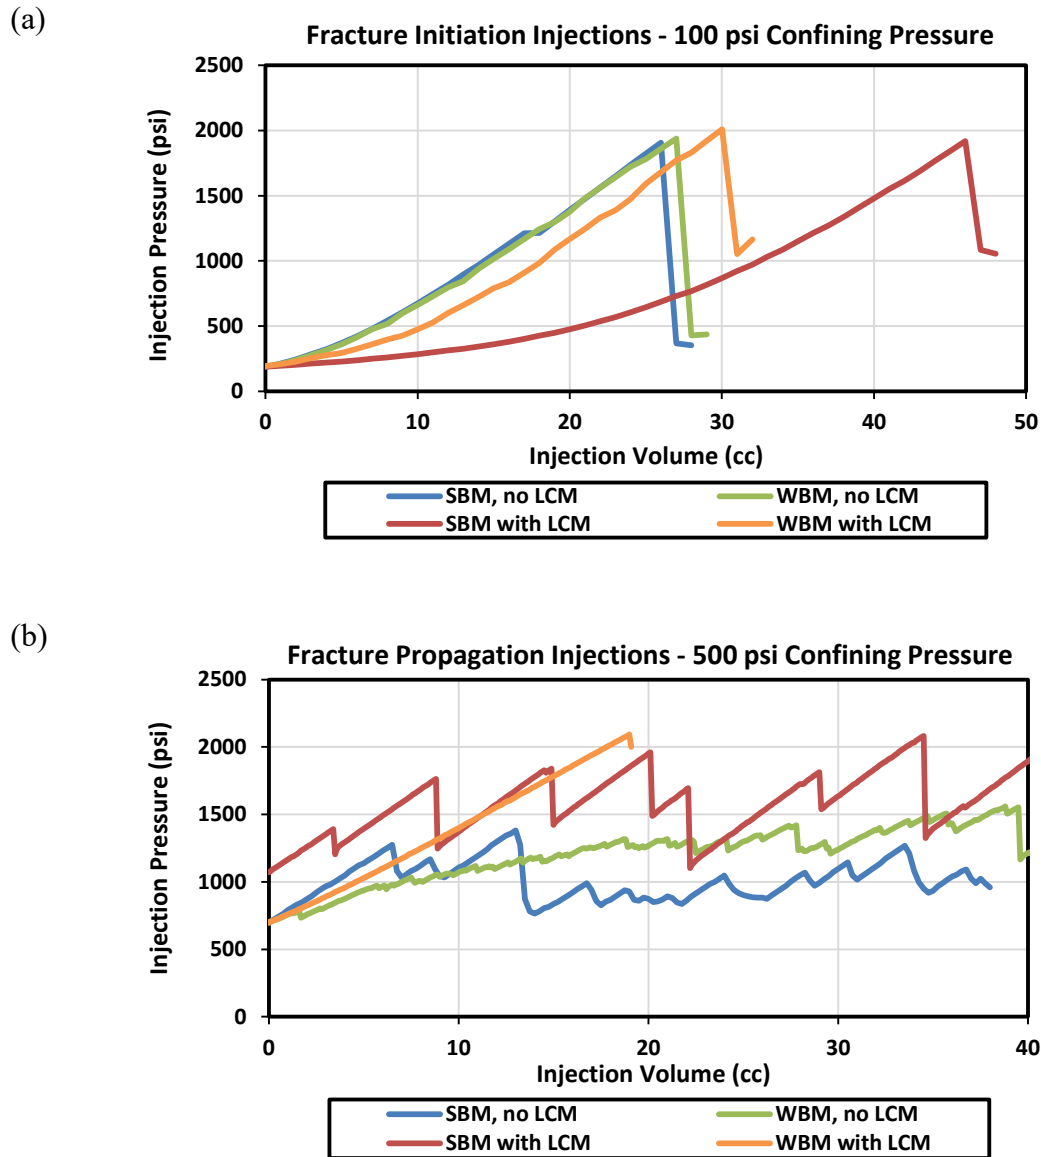 (a)
Fracture Initiation Injections - 100 psi Confining Pressure
Injection Pressure (psi)
2500
2000
1500
1000
500
0
0 10 20 30 40 50
Injection Volume (cc)
SBM, no LCM WBM, no LCM
SBM with LCM WBM with LCM
(b)
Fracture Propagation Injections - 500 psi Confining Pressure
Injection Pressure (psi)
2500
2000
1500
1000
500
0
0 10 20 30 40
Injection Volume (cc)
SBM, no LCM WBM, no LCM
SBM with LCM WBM with LCM